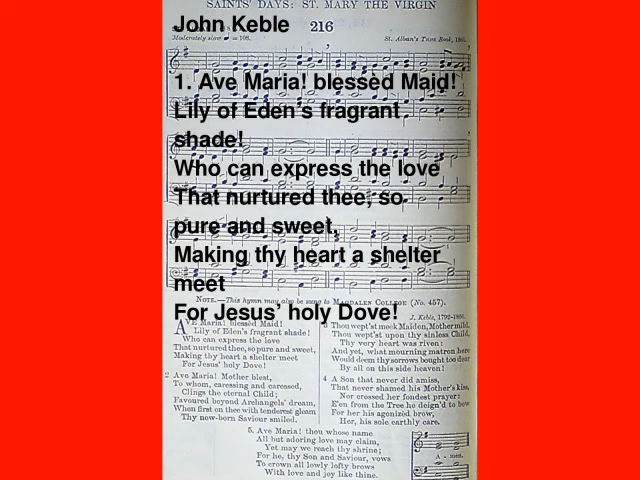 SAINTS' DAYS: ST. MARY THE VIRGIN
John Keble
216
Moderately slow = 108.
St. Alban's Tune Book, 1865.
1. Ave Maria! blessèd Maid!
Lily of Eden's fragrant
shade!
Who can express the love
That nurtured thee, so
pure and sweet,
Making thy heart a shelter
meet
For Jesus' holy Dove!
NOTE.—This hymn may also be sung to MAGDALEN COLLEGE (No. 457).
J. Keble, 1792-1866.
AVE Maria! blessèd Maid!
Lily of Eden's fragrant shade!
Who can express the love
That nurtured thee, so pure and sweet,
Making thy heart a shelter meet
For Jesus' holy Dove!
2 Ave Maria! Mother blest,
To whom, caressing and caressed,
Clings the eternal Child;
Favoured beyond Archangels' dream,
When first on thee with tenderest gleam
Thy new-born Saviour smiled.
3 Thou wept'st meek Maiden, Mother mild,
Thou wept'st upon thy sinless Child,
Thy very heart was riven:
And yet, what mourning matron here
Would deem thy sorrows bought too dear
By all on this side heaven!
4 A Son that never did amiss,
That never shamed his Mother's kiss,
Nor crossed her fondest prayer:
E'en from the Tree he deign'd to bow
For her his agonized brow,
Her, his sole earthly care.
5. Ave Maria! thou whose name
All but adoring love may claim,
Yet may we reach thy shrine;
For he, thy Son and Saviour, vows
To crown all lowly lofty brows
With love and joy like thine.
A - men.